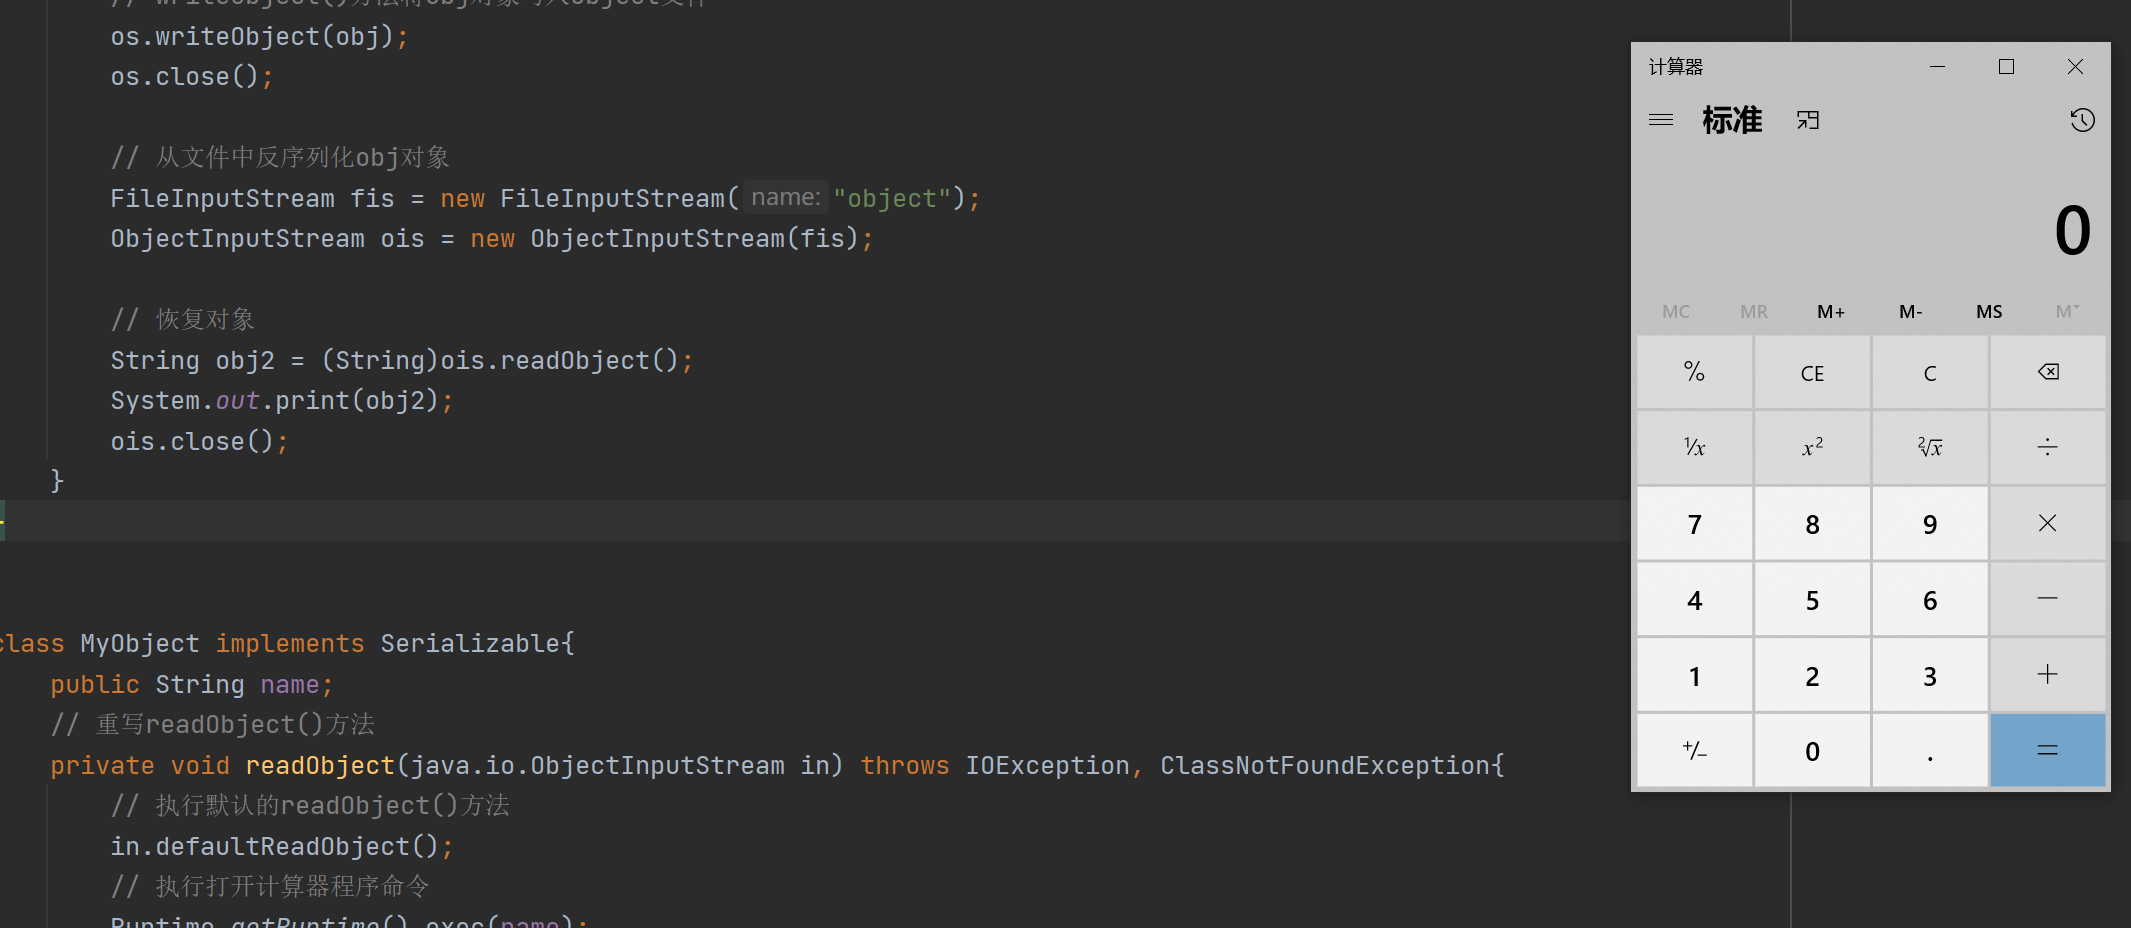 // writeObject()方法将obj对象写入object文件
os.writeObject(obj);
os.close();
// 从文件中反序列化obj对象
FileInputStream fis = new FileInputStream( name: "object");
ObjectInputStream ois = new ObjectInputStream(fis);
// 恢复对象
String obj2 = (String)ois.readObject();
System.out.print(obj2);
ois.close();
}
class MyObject implements Serializable{
public String name;
// 重写readObject()方法
private void readObject(java.io.ObjectInputStream in) throws IOException, ClassNotFoundException{
// 执行默认的readObject()方法
in.defaultReadObject();
// 执行打开计算器程序命令
Runtime.getRuntime().exec(name);
计算器
标准
0
MC MR M+ M- MS M˅
% CE C
¹/x x² ²√x ÷
7 8 9 ×
4 5 6 −
1 2 3 +
+/− 0 . =